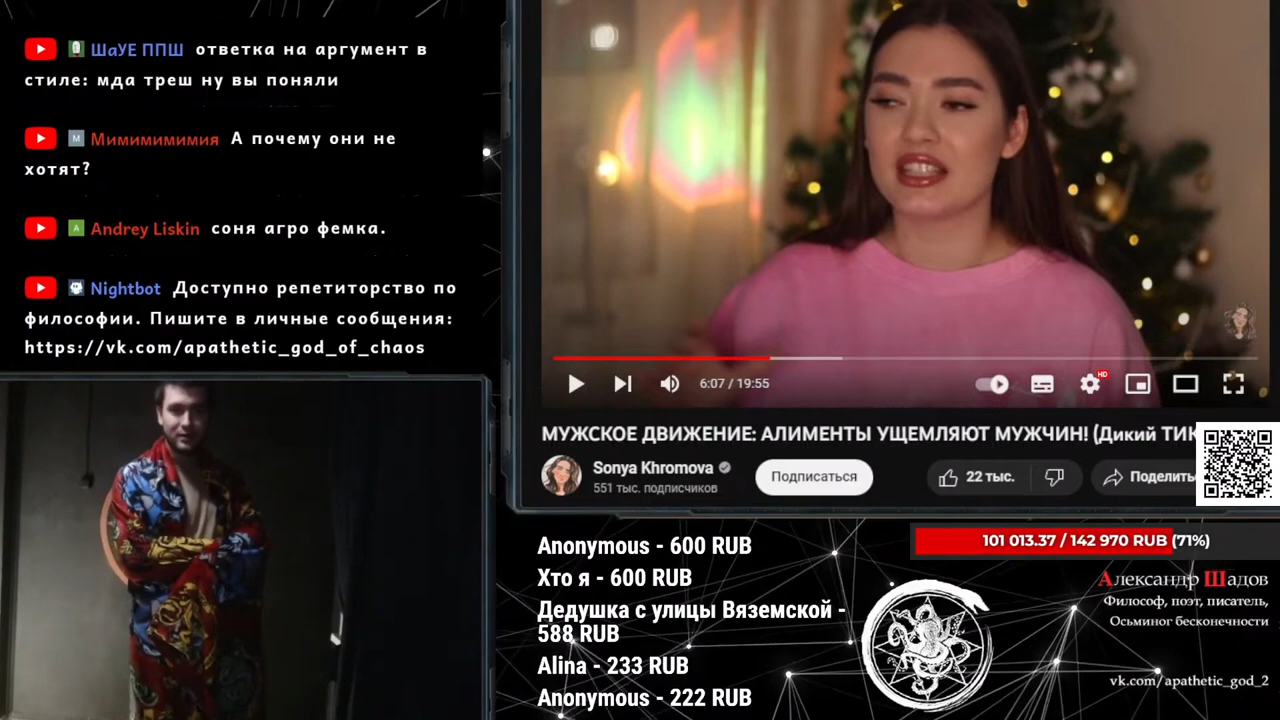 ШаУЕ ППШ ответка на аргумент в
стиле: мда треш ну вы поняли
М Мимимимимия А почему они не
хотят?
A Andrey Liskin соня агро фемка.
Nightbot Доступно репетиторство по
философии. Пишите в личные сообщения:
https://vk.com/apathetic_god_of_chaos
6:07 / 19:55
HD
МУЖСКОЕ ДВИЖЕНИЕ: АЛИМЕНТЫ УЩЕМЛЯЮТ МУЖЧИН! (Дикий ТИК
Sonya Khromova
551 тыс. подписчиков
Подписаться
22 тыс.
Поделить
Anonymous - 600 RUB
Хто я - 600 RUB
Дедушка с улицы Вяземской -
588 RUB
Alina - 233 RUB
Anonymous - 222 RUB
101 013.37 / 142 970 RUB (71%)
Александр Шадов
Философ, поэт, писатель,
Осьминог бесконечности
vk.com/apathetic_god_2